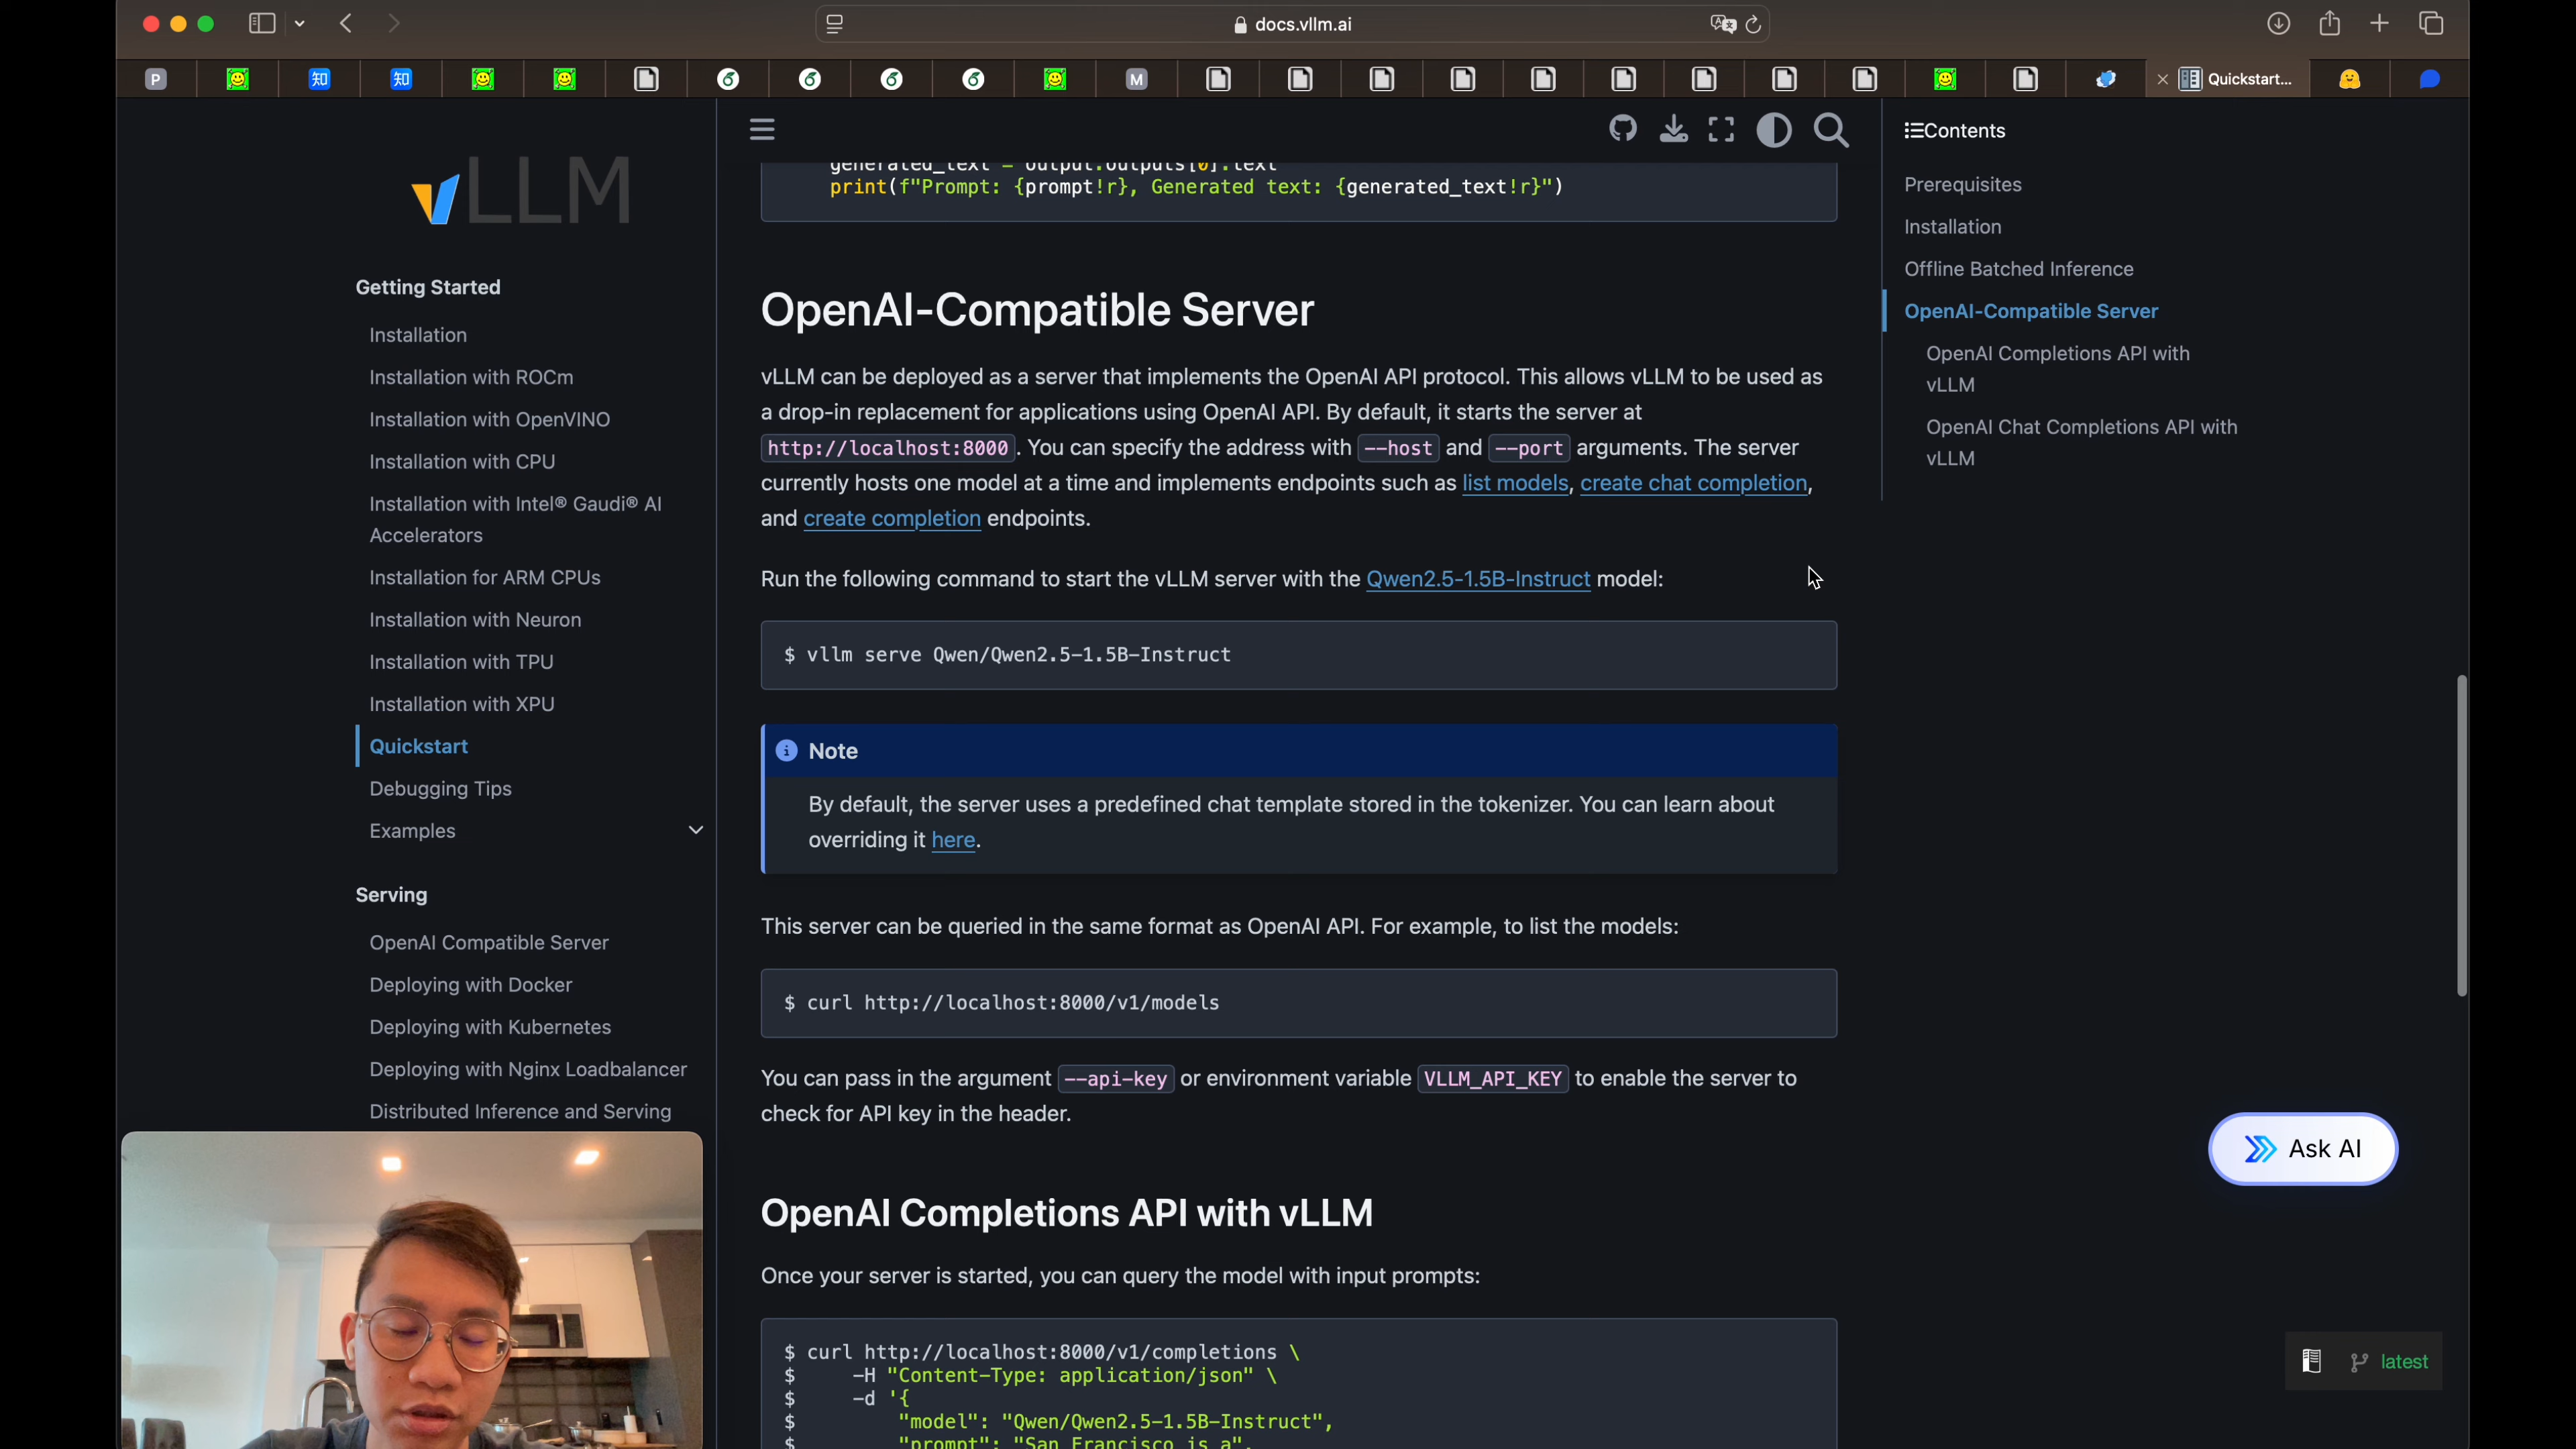 docs.vllm.ai
P
知
知
M
Quickstart...
vLLM
Getting Started
Installation
Installation with ROCm
Installation with OpenVINO
Installation with CPU
Installation with Intel® Gaudi® AI
Accelerators
Installation for ARM CPUs
Installation with Neuron
Installation with TPU
Installation with XPU
Quickstart
Debugging Tips
Examples
Serving
OpenAI Compatible Server
Deploying with Docker
Deploying with Kubernetes
Deploying with Nginx Loadbalancer
Distributed Inference and Serving
generated_text = output.outputs[0].text
print(f"Prompt: {prompt!r}, Generated text: {generated_text!r}")
OpenAI-Compatible Server
vLLM can be deployed as a server that implements the OpenAI API protocol. This allows vLLM to be used as
a drop-in replacement for applications using OpenAI API. By default, it starts the server at
http://localhost:8000. You can specify the address with --host and --port arguments. The server
currently hosts one model at a time and implements endpoints such as list models, create chat completion,
and create completion endpoints.
Run the following command to start the vLLM server with the Qwen2.5-1.5B-Instruct model:
$ vllm serve Qwen/Qwen2.5-1.5B-Instruct
Note
By default, the server uses a predefined chat template stored in the tokenizer. You can learn about
overriding it here.
This server can be queried in the same format as OpenAI API. For example, to list the models:
$ curl http://localhost:8000/v1/models
You can pass in the argument --api-key or environment variable VLLM_API_KEY to enable the server to
check for API key in the header.
OpenAI Completions API with vLLM
Once your server is started, you can query the model with input prompts:
$ curl http://localhost:8000/v1/completions \
$     -H "Content-Type: application/json" \
$     -d '{
$         "model": "Qwen/Qwen2.5-1.5B-Instruct",
$         "prompt": "San Francisco is a",
Contents
Prerequisites
Installation
Offline Batched Inference
OpenAI-Compatible Server
OpenAI Completions API with
vLLM
OpenAI Chat Completions API with
vLLM
Ask AI
latest